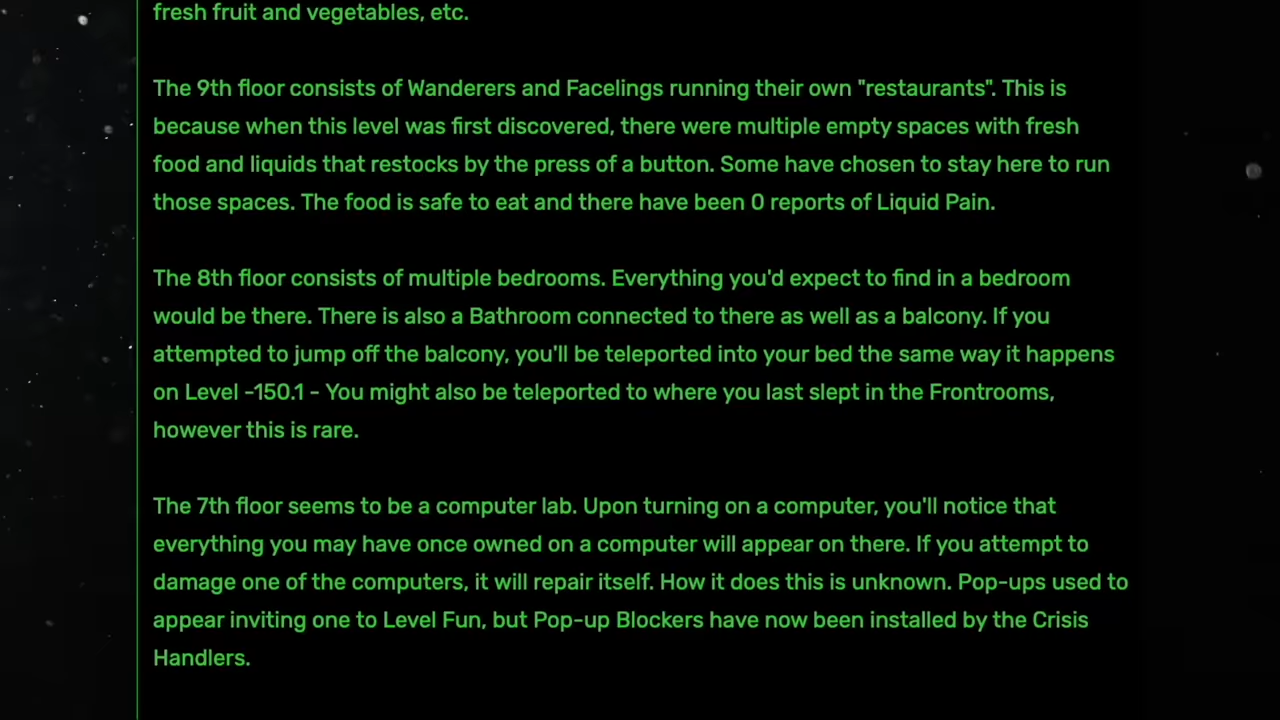 fresh fruit and vegetables, etc.
The 9th floor consists of Wanderers and Facelings running their own "restaurants". This is
because when this level was first discovered, there were multiple empty spaces with fresh
food and liquids that restocks by the press of a button. Some have chosen to stay here to run
those spaces. The food is safe to eat and there have been 0 reports of Liquid Pain.
The 8th floor consists of multiple bedrooms. Everything you'd expect to find in a bedroom
would be there. There is also a Bathroom connected to there as well as a balcony. If you
attempted to jump off the balcony, you'll be teleported into your bed the same way it happens
on Level -150.1 - You might also be teleported to where you last slept in the Frontrooms,
however this is rare.
The 7th floor seems to be a computer lab. Upon turning on a computer, you'll notice that
everything you may have once owned on a computer will appear on there. If you attempt to
damage one of the computers, it will repair itself. How it does this is unknown. Pop-ups used to
appear inviting one to Level Fun, but Pop-up Blockers have now been installed by the Crisis
Handlers.